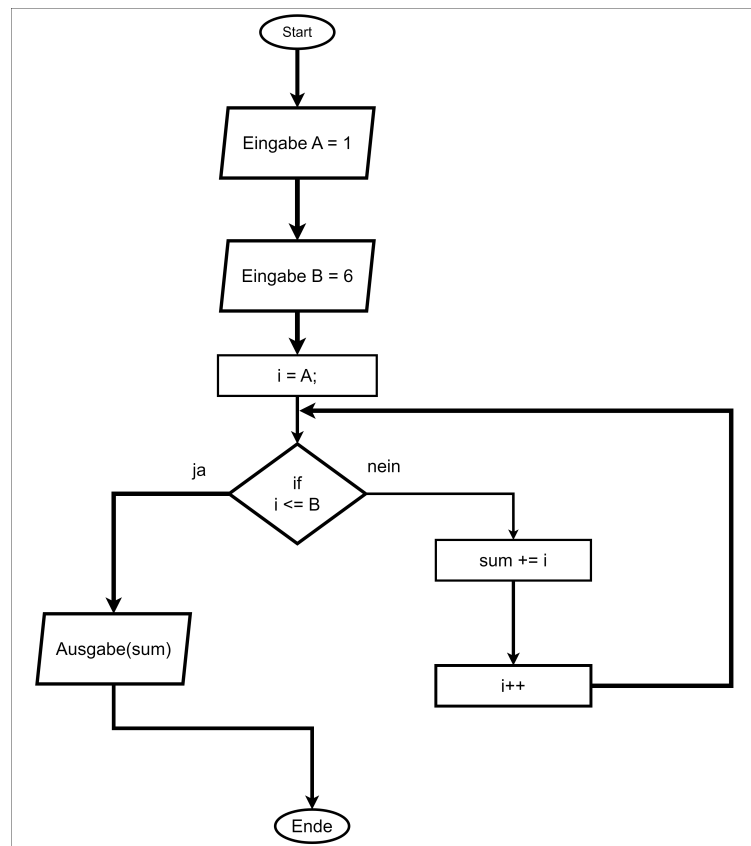 Start
Eingabe A = 1
Eingabe B = 6
i = A;
ja
nein
if
i <= B
sum += i
Ausgabe(sum)
i++
Ende